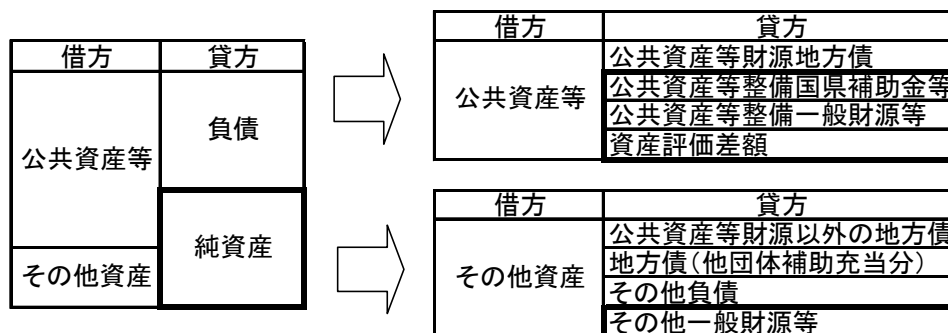 借方 貸方
公共資産等 負債
その他資産 純資産
借方 貸方
公共資産等 公共資産等財源地方債
公共資産等整備国県補助金等
公共資産等整備一般財源等
資産評価差額
借方 貸方
その他資産 公共資産等財源以外の地方債
地方債(他団体補助充当分)
その他負債
その他一般財源等